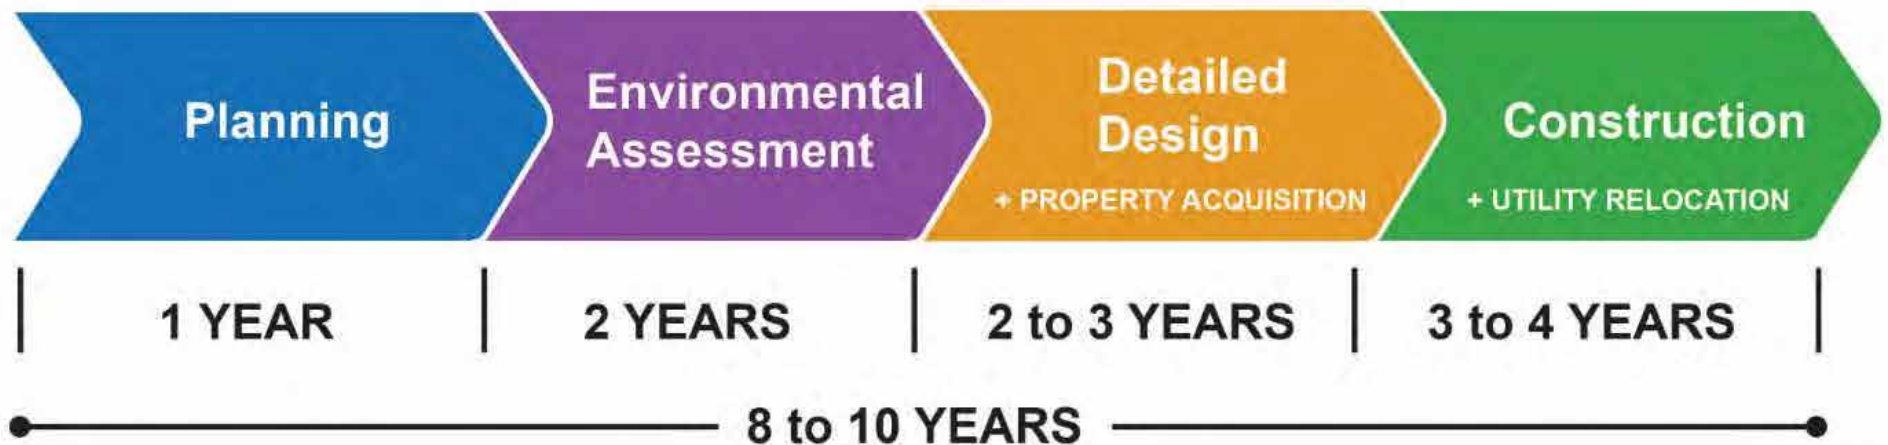 Planning
Environmental
Assessment
Detailed
Design
+ PROPERTY ACQUISITION
Construction
+ UTILITY RELOCATION
1 YEAR
2 YEARS
2 to 3 YEARS
3 to 4 YEARS
8 to 10 YEARS